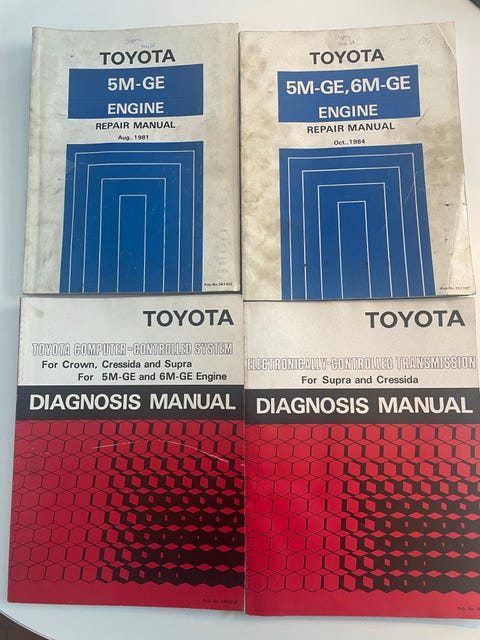 TOYOTA
5M-GE
ENGINE
REPAIR MANUAL
Aug., 1981
TOYOTA
5M-GE, 6M-GE
ENGINE
REPAIR MANUAL
Oct., 1984
TOYOTA
TOYOTA COMPUTER-CONTROLLED SYSTEM
For Crown, Cressida and Supra
For 5M-GE and 6M-GE Engine
DIAGNOSIS MANUAL
TOYOTA
ELECTRONICALLY-CONTROLLED TRANSMISSION
For Supra and Cressida
DIAGNOSIS MANUAL